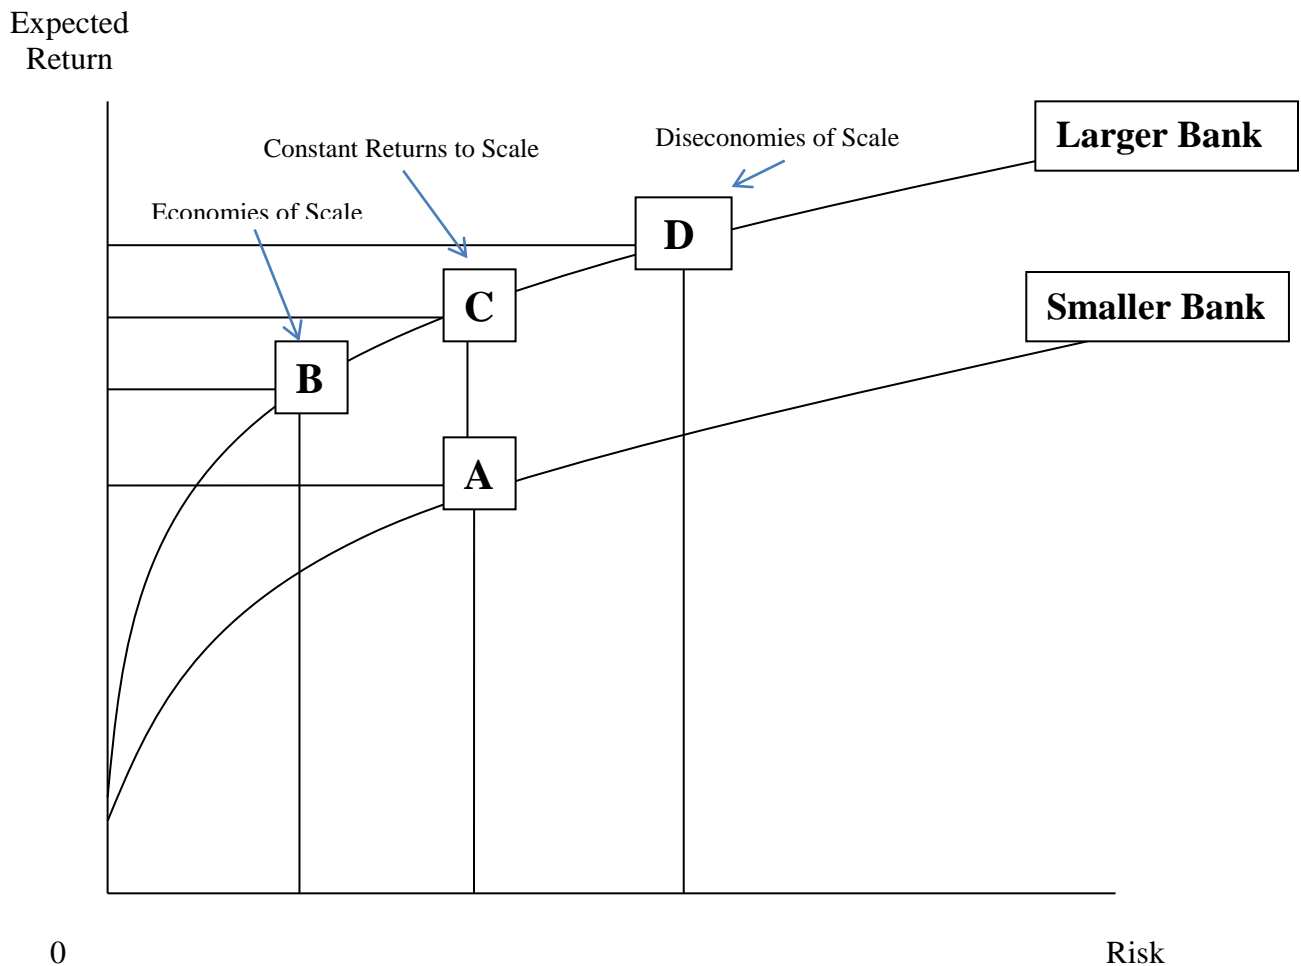 Expected
Return
Larger Bank
Diseconomies of Scale
Constant Returns to Scale
Economies of Scale
D
C
Smaller Bank
B
A
0
Risk